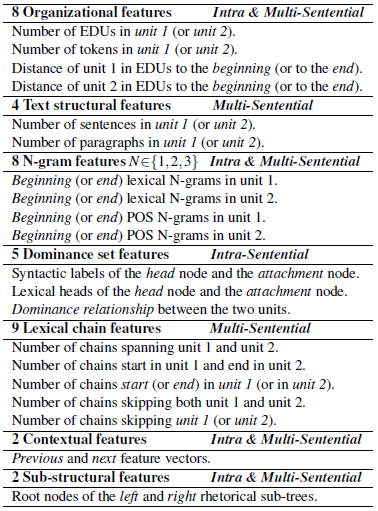 8 Organizational features Intra & Multi-Sentential
Number of EDUs in unit 1 (or unit 2).
Number of tokens in unit 1 (or unit 2).
Distance of unit 1 in EDUs to the beginning (or to the end).
Distance of unit 2 in EDUs to the beginning (or to the end).
4 Text structural features Multi-Sentential
Number of sentences in unit 1 (or unit 2).
Number of paragraphs in unit 1 (or unit 2).
8 N-gram features N∈{1,2,3} Intra & Multi-Sentential
Beginning (or end) lexical N-grams in unit 1.
Beginning (or end) lexical N-grams in unit 2.
Beginning (or end) POS N-grams in unit 1.
Beginning (or end) POS N-grams in unit 2.
5 Dominance set features Intra-Sentential
Syntactic labels of the head node and the attachment node.
Lexical heads of the head node and the attachment node.
Dominance relationship between the two units.
9 Lexical chain features Multi-Sentential
Number of chains spanning unit 1 and unit 2.
Number of chains start in unit 1 and end in unit 2.
Number of chains start (or end) in unit 1 (or in unit 2).
Number of chains skipping both unit 1 and unit 2.
Number of chains skipping unit 1 (or unit 2).
2 Contextual features Intra & Multi-Sentential
Previous and next feature vectors.
2 Sub-structural features Intra & Multi-Sentential
Root nodes of the left and right rhetorical sub-trees.